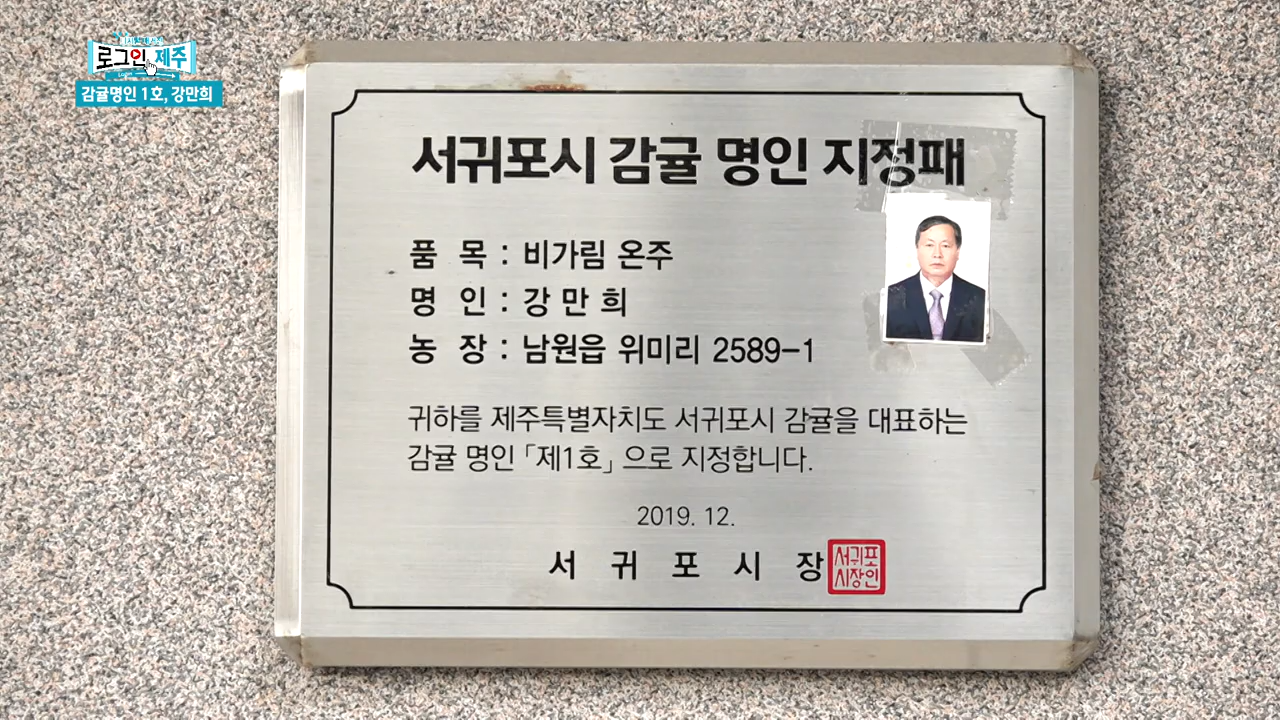 로그인 제주
Login
감귤명인 1호, 강만희
서귀포시 감귤 명인 지정패
품 목 : 비가림 온주
명 인 : 강 만 희
농 장 : 남원읍 위미리 2589-1
귀하를 제주특별자치도 서귀포시 감귤을 대표하는
감귤 명인 「제1호」 으로 지정합니다.
2019. 12.
서 귀 포 시 장
서귀포
시장인